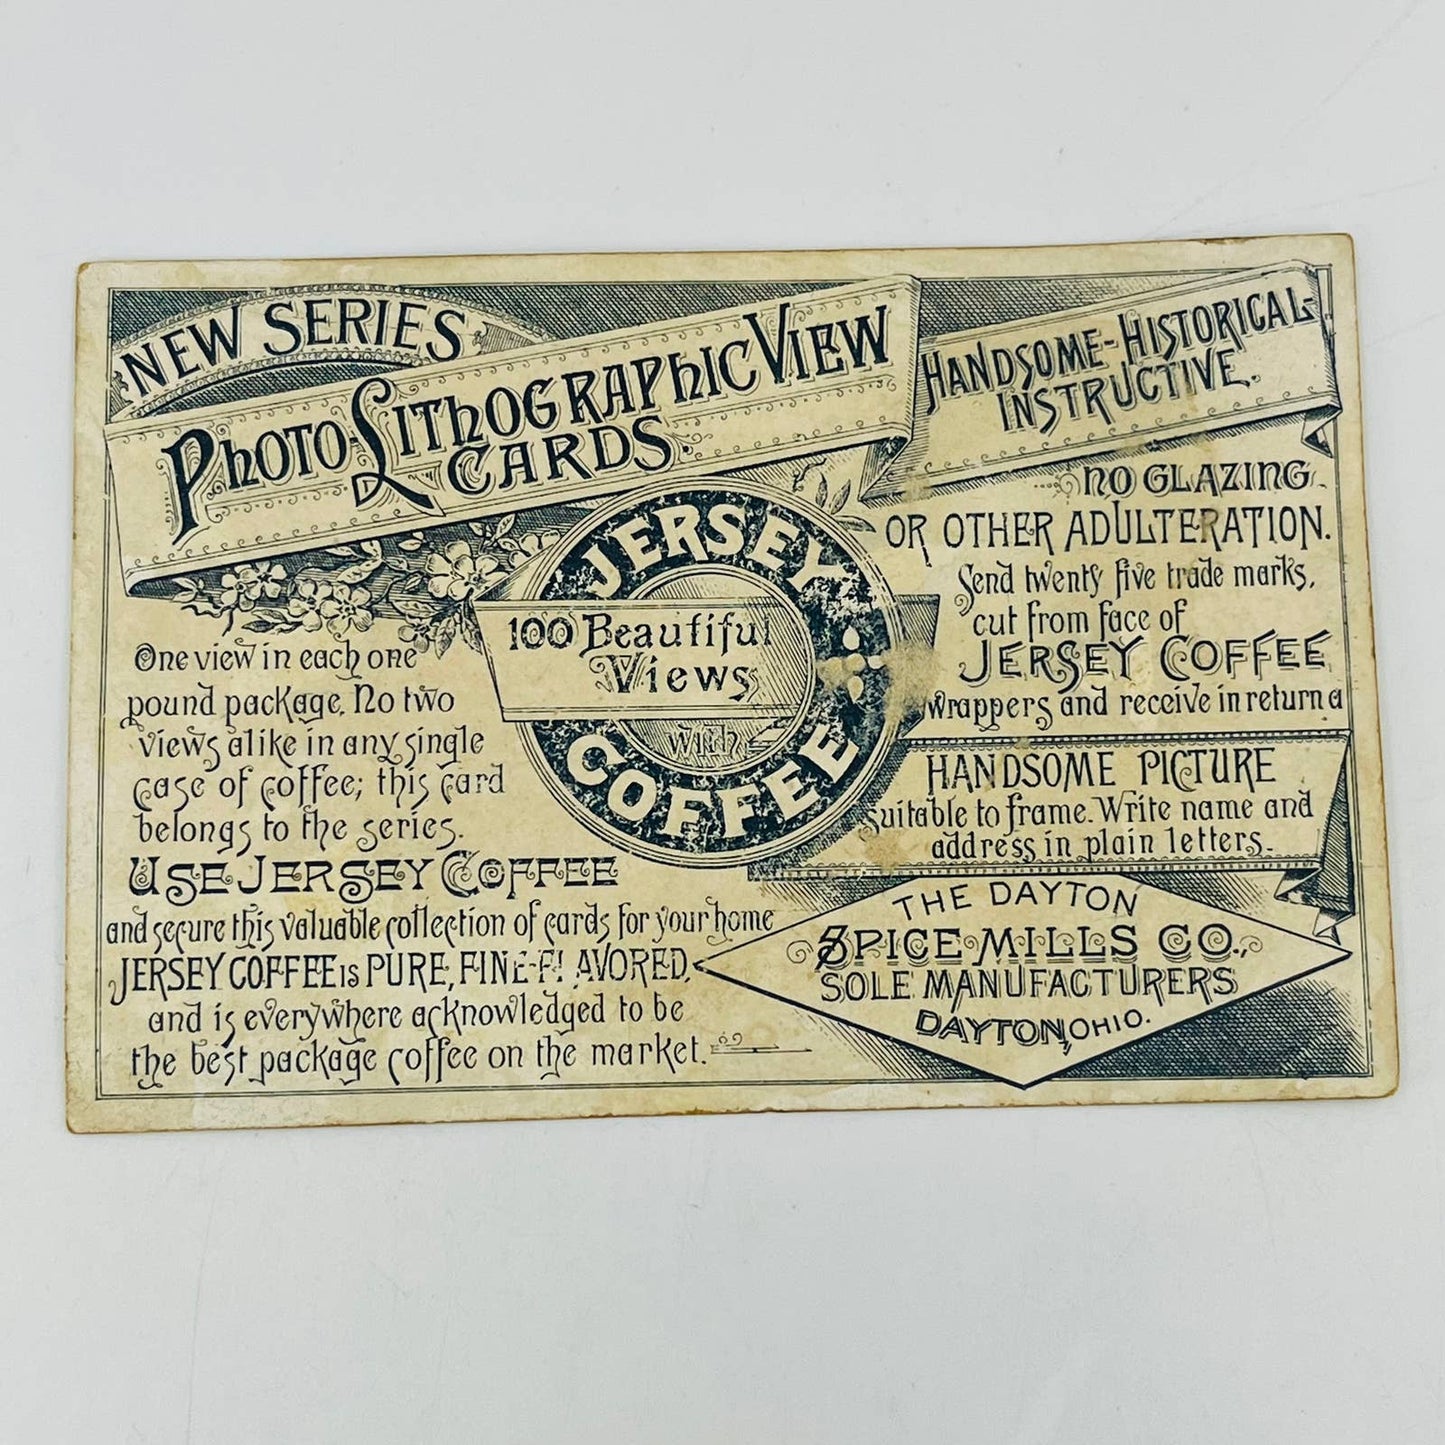 NEW SERIES
PHOTO-LITHOGRAPHIC VIEW
CARDS.
HANDSOME-HISTORICAL-
INSTRUCTIVE.
JERSEY
100 Beautiful
Views
with
COFFEE
One view in each one
pound package. No two
views alike in any single
case of coffee; this card
belongs to the series.
USE JERSEY COFFEE
and secure this valuable collection of cards for your home
JERSEY COFFEE IS PURE, FINE-FLAVORED,
and is everywhere acknowledged to be
the best package coffee on the market.
NO GLAZING
OR OTHER ADULTERATION.
Send twenty five trade marks,
cut from face of
JERSEY COFFEE
wrappers and receive in return a
HANDSOME PICTURE
suitable to frame. Write name and
address in plain letters.
THE DAYTON
SPICE MILLS CO.,
SOLE MANUFACTURERS
DAYTON, OHIO.